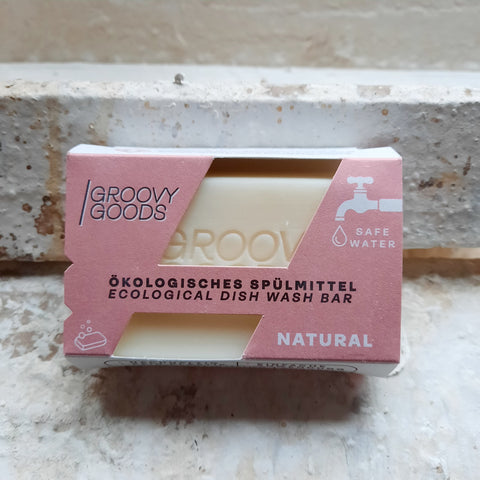 GROOVY
GOODS
GROOV
SAFE
WATER
ÖKOLOGISCHES SPÜLMITTEL
ECOLOGICAL DISH WASH BAR
NATURAL